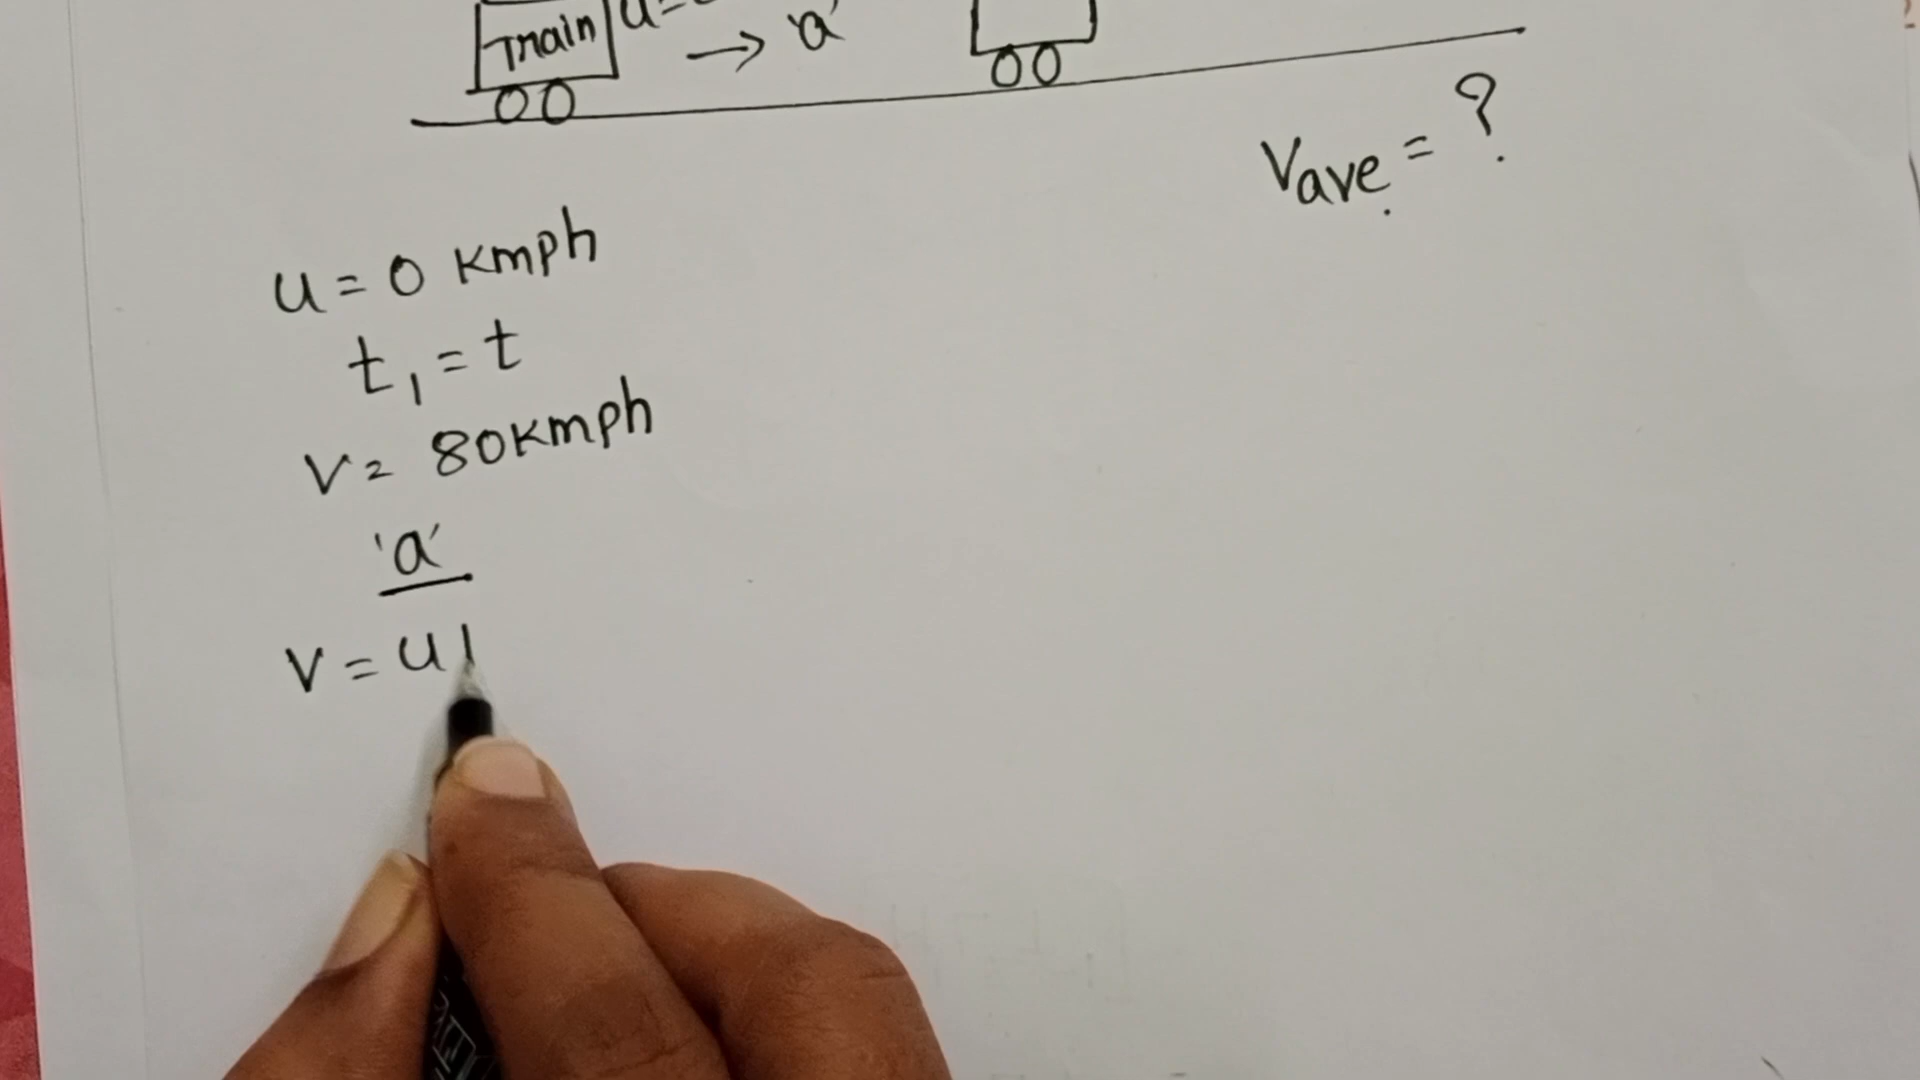 Train u=
→ 'a'
Vave = ?
u = 0 kmph
t₁ = t
V = 80kmph
'a'
V = u